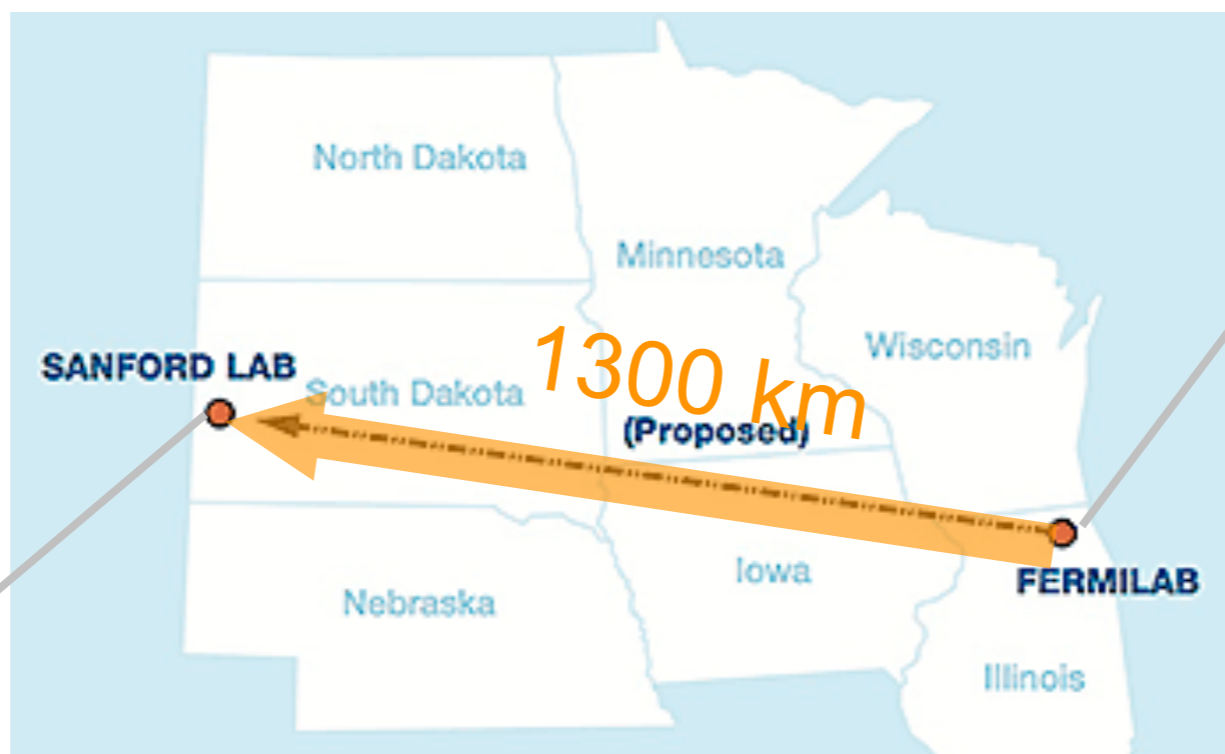 North Dakota
Minnesota
Wisconsin
1300 km
SANFORD LAB
South Dakota
(Proposed)
Iowa
FERMILAB
Nebraska
Illinois